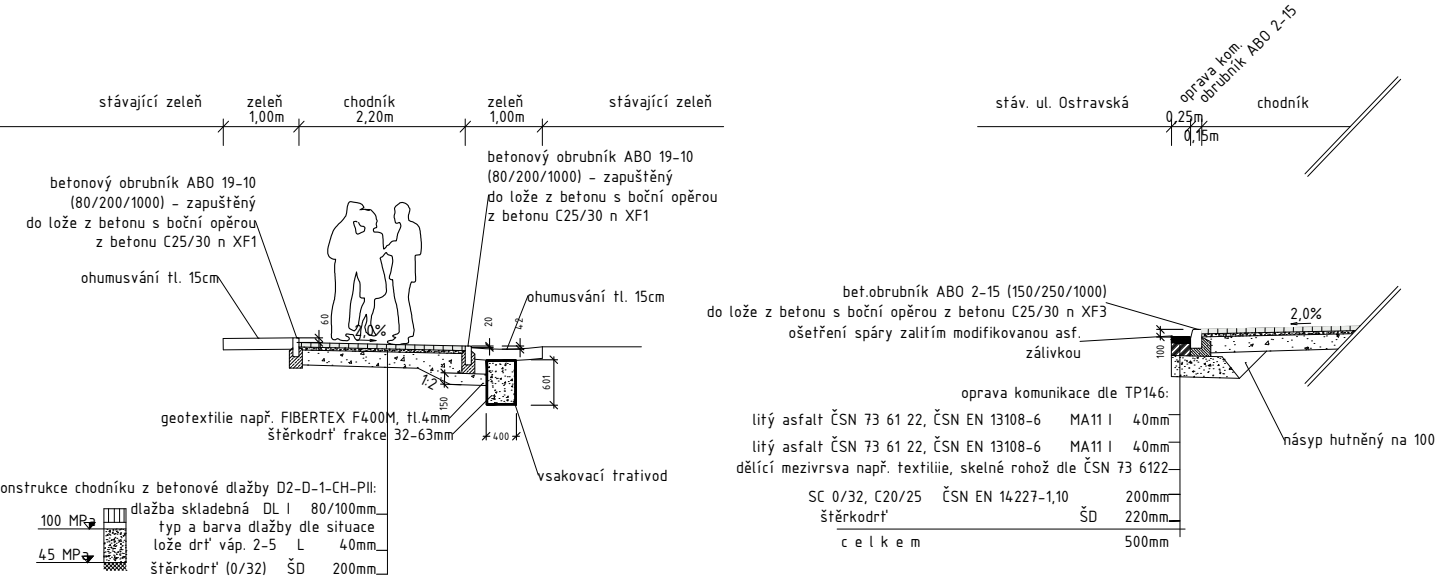 stávající zeleň
zeleň
1,00m
chodník
2,20m
zeleň
1,00m
stávající zeleň
betonový obrubník ABO 19-10
(80/200/1000) - zapuštěný
do lože z betonu s boční opěrou
z betonu C25/30 n XF1
betonový obrubník ABO 19-10
(80/200/1000) - zapuštěný
do lože z betonu s boční opěrou
z betonu C25/30 n XF1
ohumusvání tl. 15cm
ohumusvání tl. 15cm
60
2,0%
20
42
1:2
150
601
400
geotextilie např. FIBERTEX F400M, tl.4mm
štěrkodrť frakce 32-63mm
vsakovací trativod
onstrukce chodníku z betonové dlažby D2-D-1-CH-PII:
dlažba skladebná DL I 80/100mm
typ a barva dlažby dle situace
lože drť váp. 2-5 L 40mm
štěrkodrť (0/32) ŠD 200mm
100 MPa
45 MPa
stáv. ul. Ostravská
oprava kom.
obrubník ABO 2-15
0,25m
0,15m
chodník
bet.obrubník ABO 2-15 (150/250/1000)
do lože z betonu s boční opěrou z betonu C25/30 n XF3
ošetření spáry zalitím modifikovanou asf.
zálivkou
100
2,0%
oprava komunikace dle TP146:
litý asfalt ČSN 73 61 22, ČSN EN 13108-6 MA11 I 40mm
litý asfalt ČSN 73 61 22, ČSN EN 13108-6 MA11 I 40mm
dělící mezivrsva např. textiliie, skelné rohož dle ČSN 73 6122
SC 0/32, C20/25 ČSN EN 14227-1,10 200mm
štěrkodrť ŠD 220mm
celkem 500mm
násyp hutněný na 100